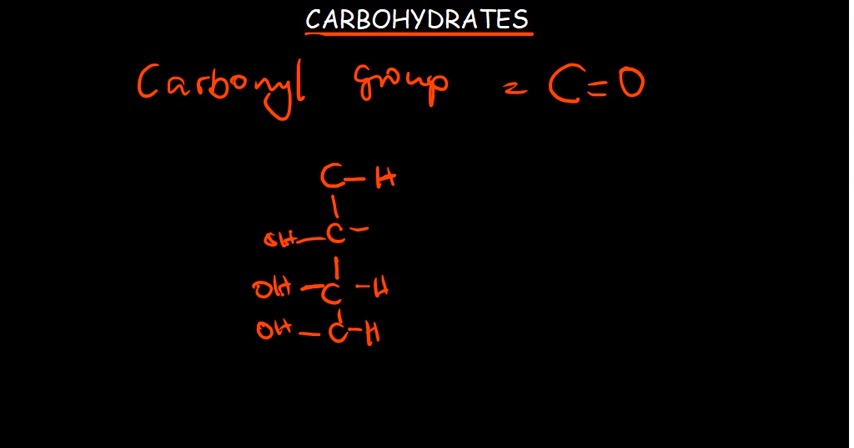 CARBOHYDRATES
Carbonyl group = C=O
C–H
OH–C–
OH–C–H
OH–C–H